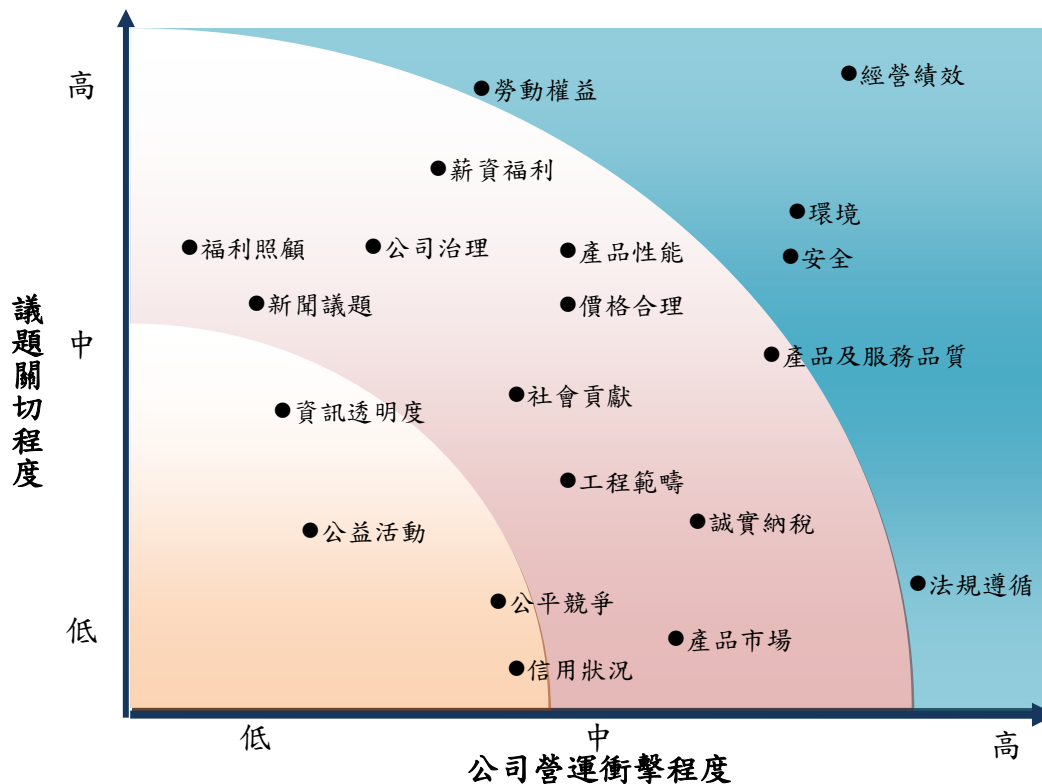 高
●勞動權益
●經營績效
●薪資福利
●環境
●福利照顧
●公司治理
●產品性能
●安全
●新聞議題
●價格合理
議題關切程度
中
●產品及服務品質
●社會貢獻
●資訊透明度
●工程範疇
●誠實納稅
●公益活動
●法規遵循
●公平競爭
低
●產品市場
●信用狀況
低
中
高
公司營運衝擊程度